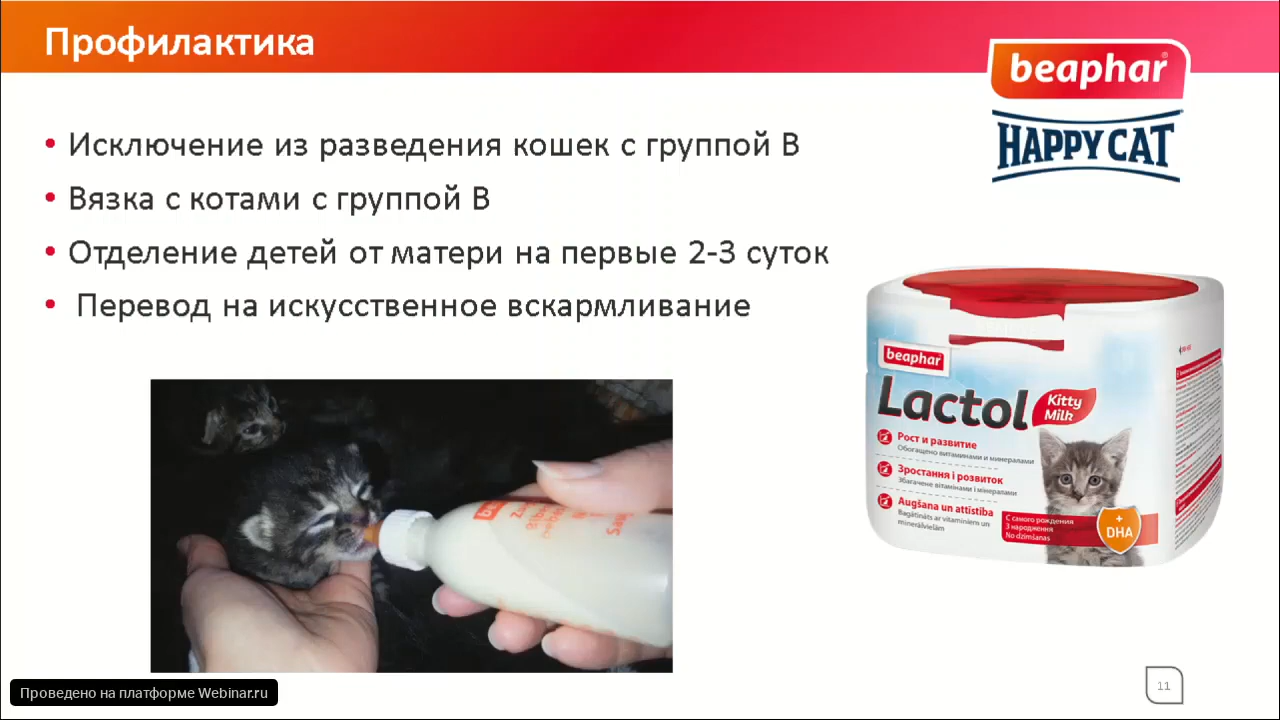 Профилактика
beaphar
HAPPY CAT
• Исключение из разведения кошек с группой B
• Вязка с котами с группой B
• Отделение детей от матери на первые 2-3 суток
• Перевод на искусственное вскармливание
beaphar
Lactol
Kitty
Milk
Рост и развитие
Обогащено витаминами и минералами
Зростання і розвиток
Збагачене вітамінами і мінералами
Augšana un attīstība
Bagātināts ar vitamīniem un
minerālvielām
С самого рождения
З народження
No dzimšanas
+
DHA
Проведено на платформе Webinar.ru
11